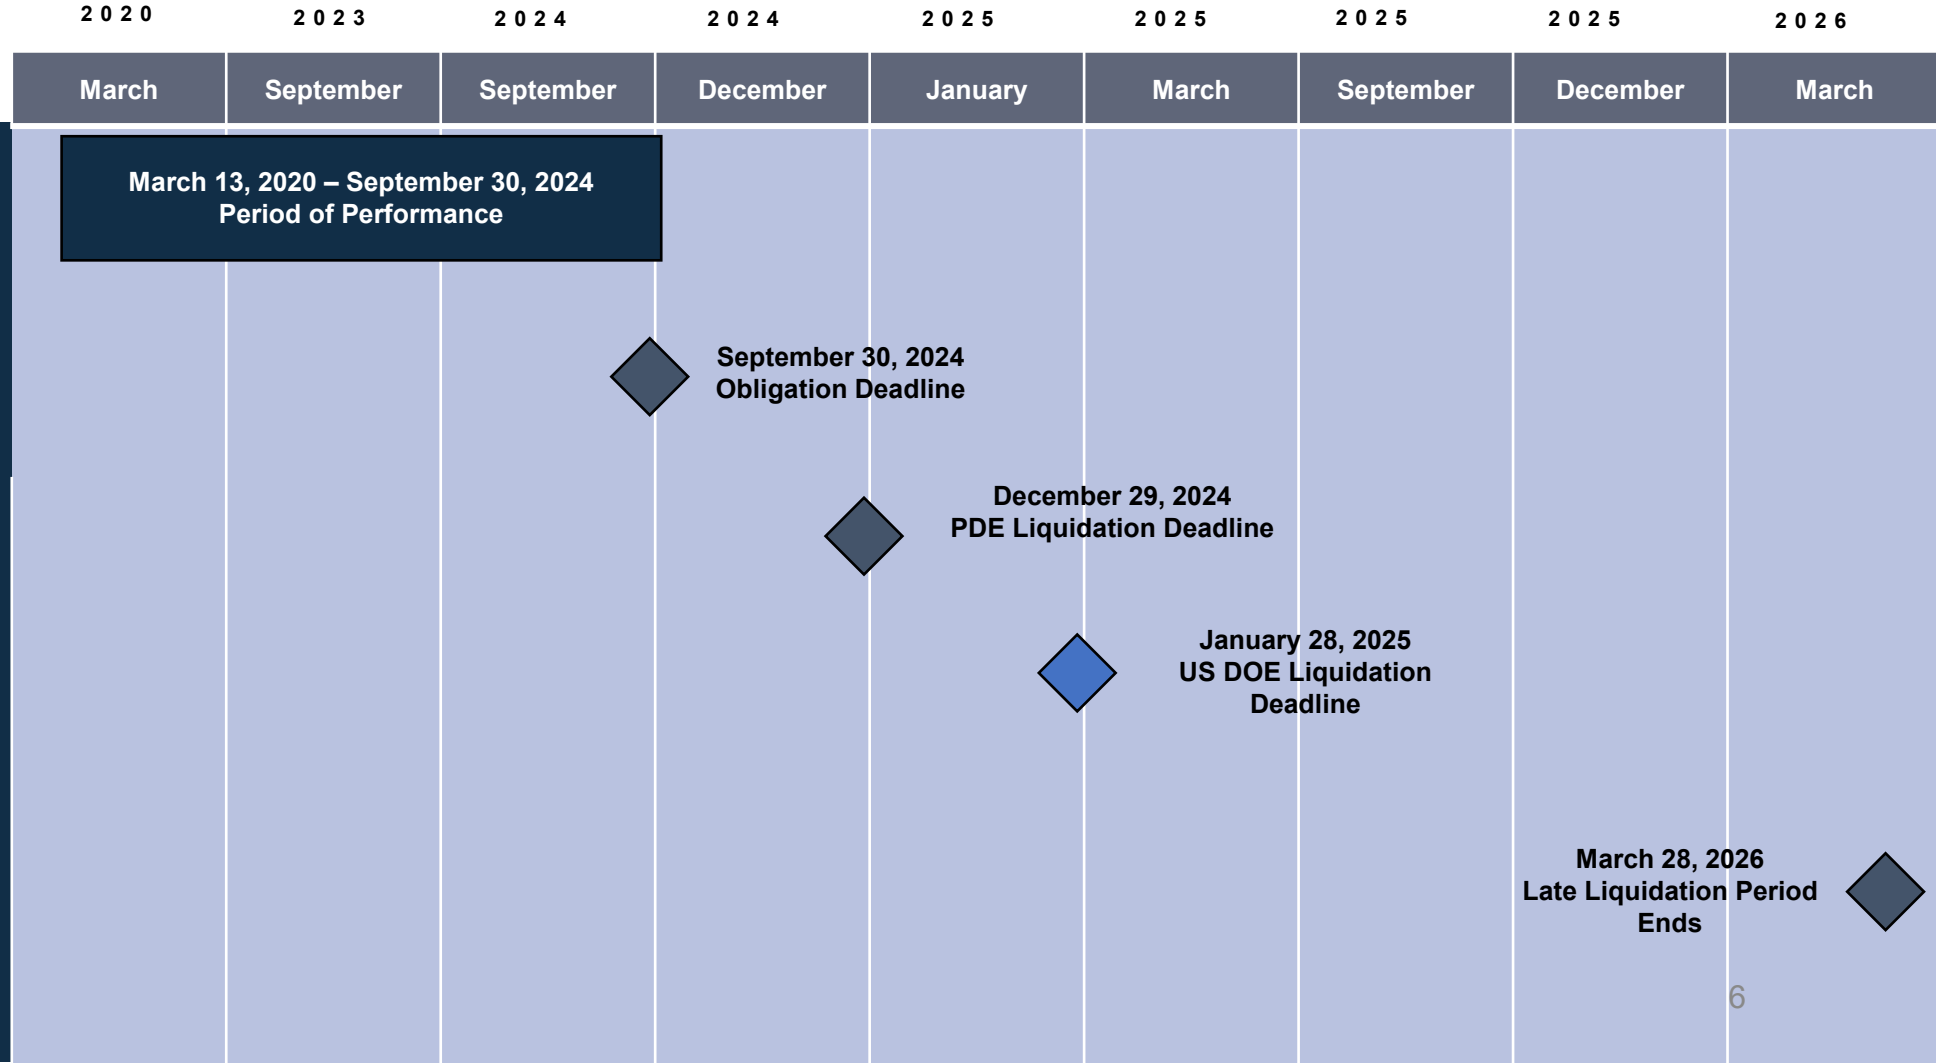 2020 2023 2024 2024 2025 2025 2025 2025 2026
March September September December January March September December March
March 13, 2020 – September 30, 2024
Period of Performance
September 30, 2024
Obligation Deadline
December 29, 2024
PDE Liquidation Deadline
January 28, 2025
US DOE Liquidation
Deadline
March 28, 2026
Late Liquidation Period
Ends
6